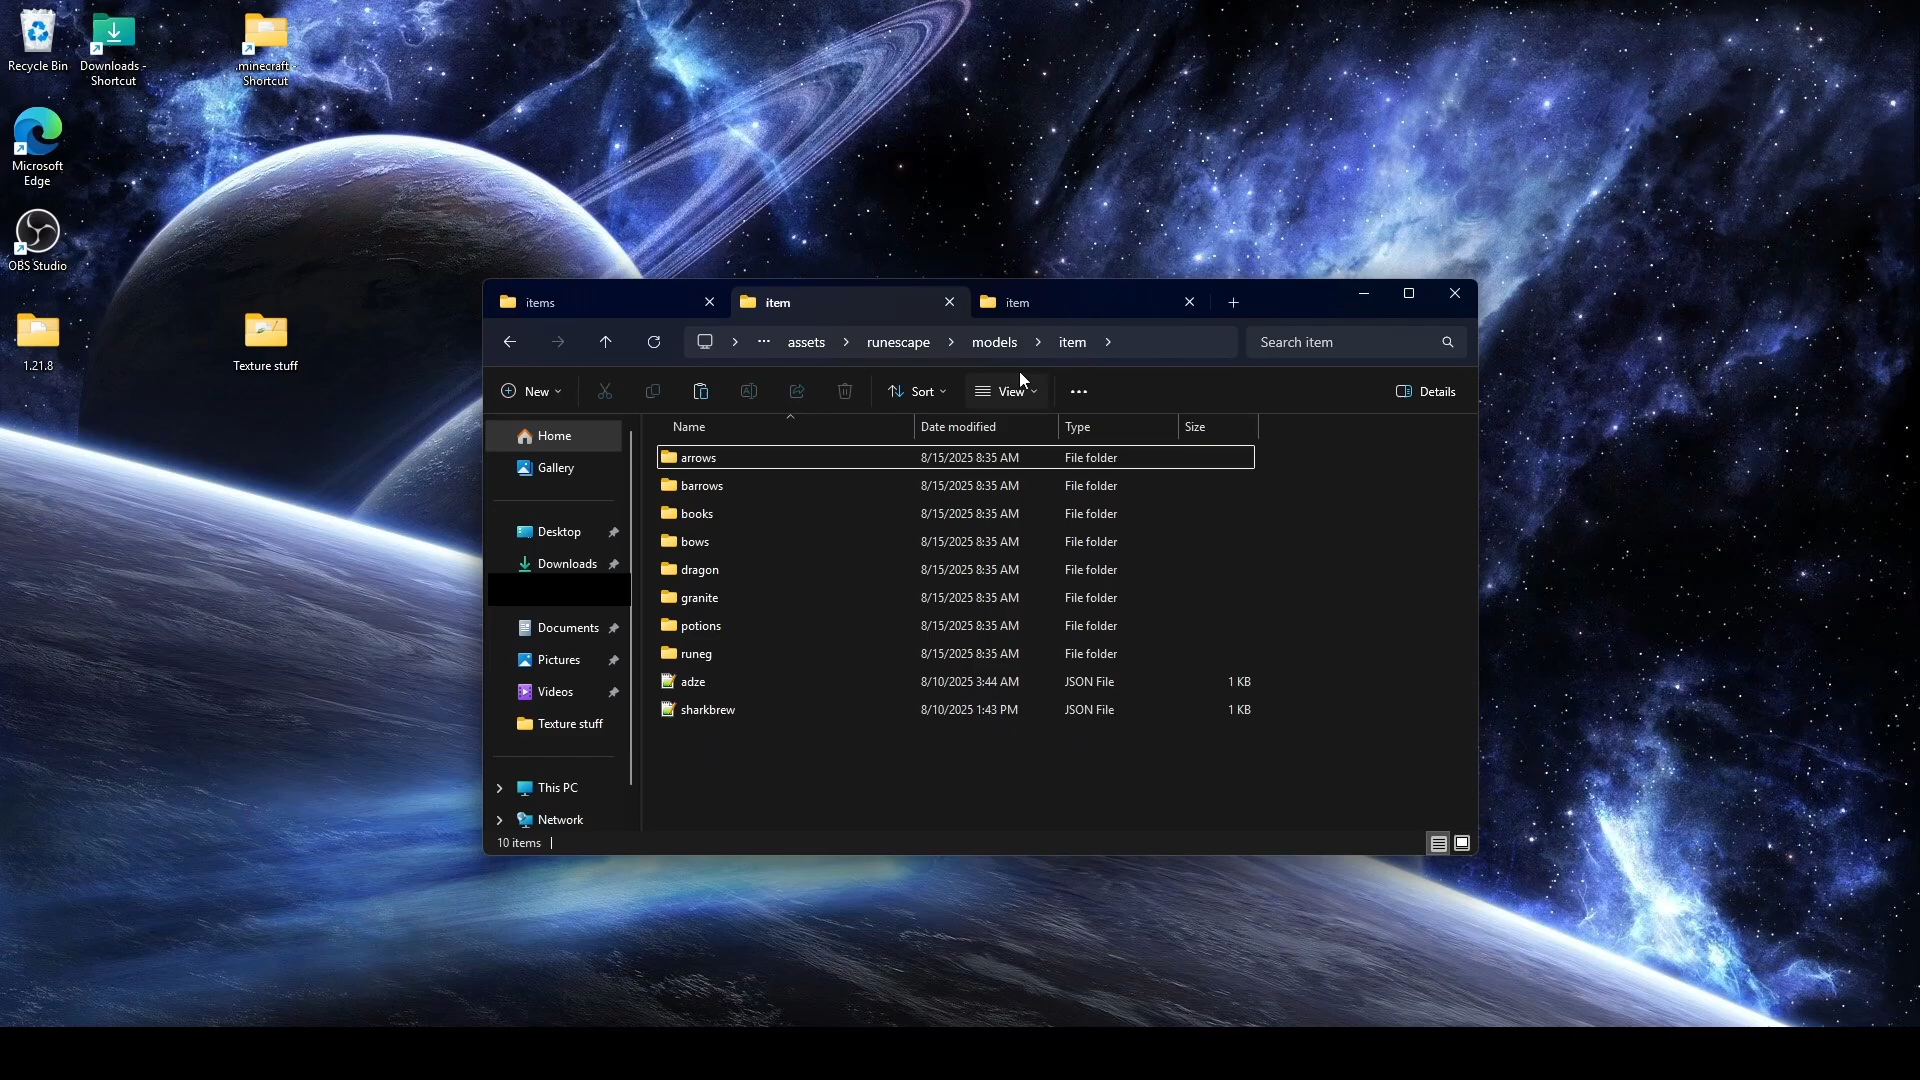 Recycle Bin
Downloads -
Shortcut
.minecraft -
Shortcut
Microsoft
Edge
OBS Studio
1.21.8
Texture stuff
items
item
item
assets
runescape
models
item
Search item
New
Sort
View
Details
Home
Gallery
Desktop
Downloads
Documents
Pictures
Videos
Texture stuff
This PC
Network
Name Date modified Type Size
arrows 8/15/2025 8:35 AM File folder
barrows 8/15/2025 8:35 AM File folder
books 8/15/2025 8:35 AM File folder
bows 8/15/2025 8:35 AM File folder
dragon 8/15/2025 8:35 AM File folder
granite 8/15/2025 8:35 AM File folder
potions 8/15/2025 8:35 AM File folder
runeg 8/15/2025 8:35 AM File folder
adze 8/10/2025 3:44 AM JSON File 1 KB
sharkbrew 8/10/2025 1:43 PM JSON File 1 KB
10 items